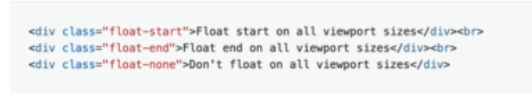 <div class="float-start">Float start on all viewport sizes</div><br>
<div class="float-end">Float end on all viewport sizes</div><br>
<div class="float-none">Don't float on all viewport sizes</div>